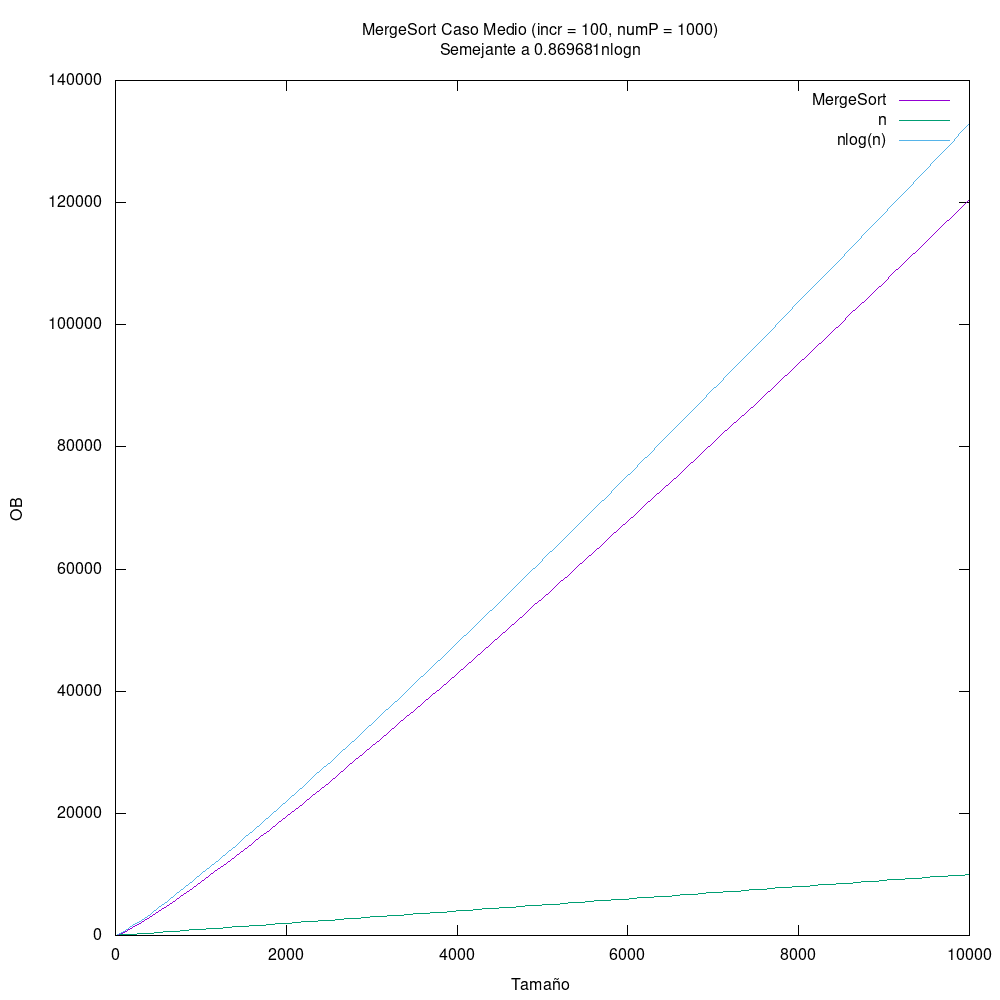 MergeSort Caso Medio (incr = 100, numP = 1000)
Semejante a 0.869681nlogn
140000
120000
100000
80000
60000
40000
20000
0
MergeSort
n
nlog(n)
OB
0 2000 4000 6000 8000 10000
Tamaño